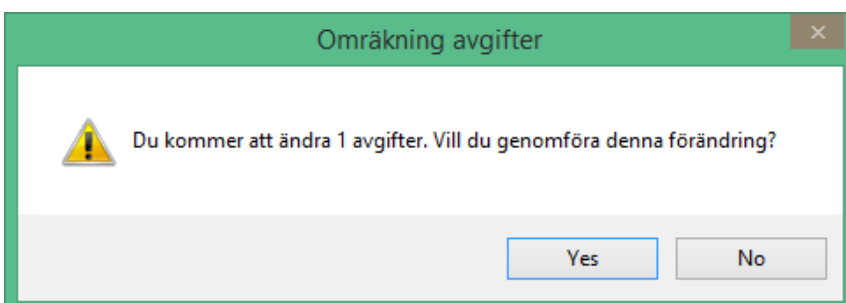 Omräkning avgifter
Du kommer att ändra 1 avgifter. Vill du genomföra denna förändring?
Yes
No